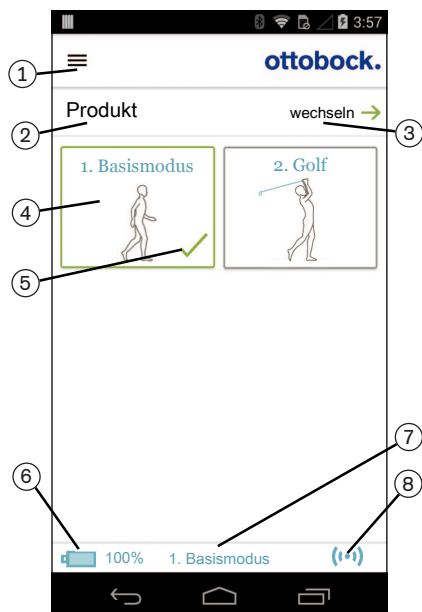 3:57
1
ottobock.
2
Produkt
wechseln
3
4
1. Basismodus
2. Golf
5
6
7
8
100%
1. Basismodus